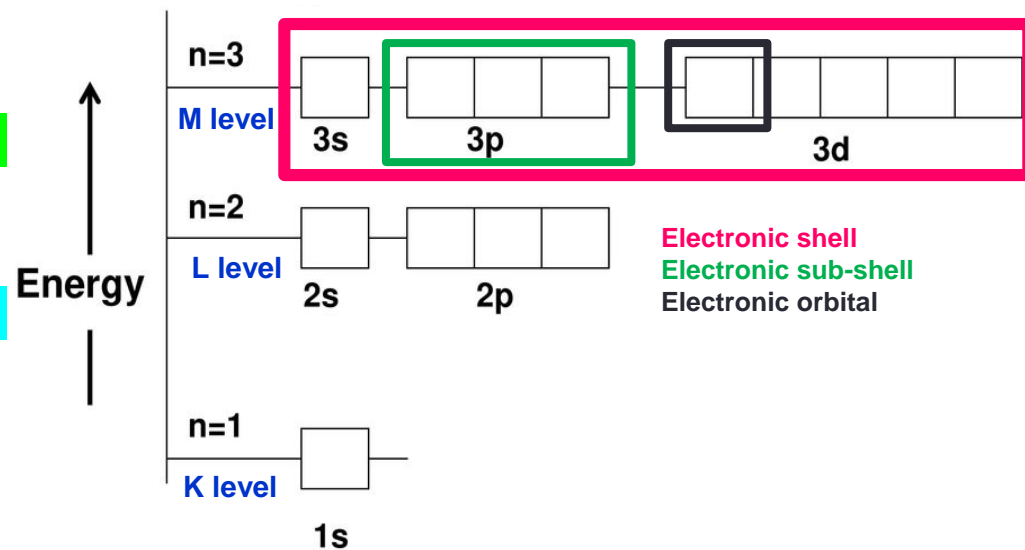 n=3
M level
3s
3p
3d
n=2
L level
2s
2p
Electronic shell
Electronic sub-shell
Electronic orbital
Energy
n=1
K level
1s